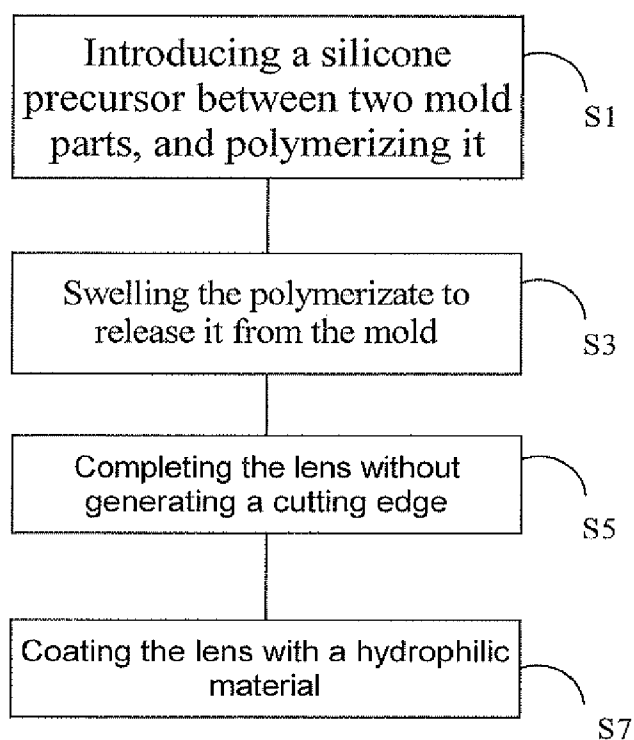 Introducing a silicone
precursor between two mold
parts, and polymerizing it
S1
Swelling the polymerizate to
release it from the mold
S3
Completing the lens without
generating a cutting edge
S5
Coating the lens with a hydrophilic
material
S7